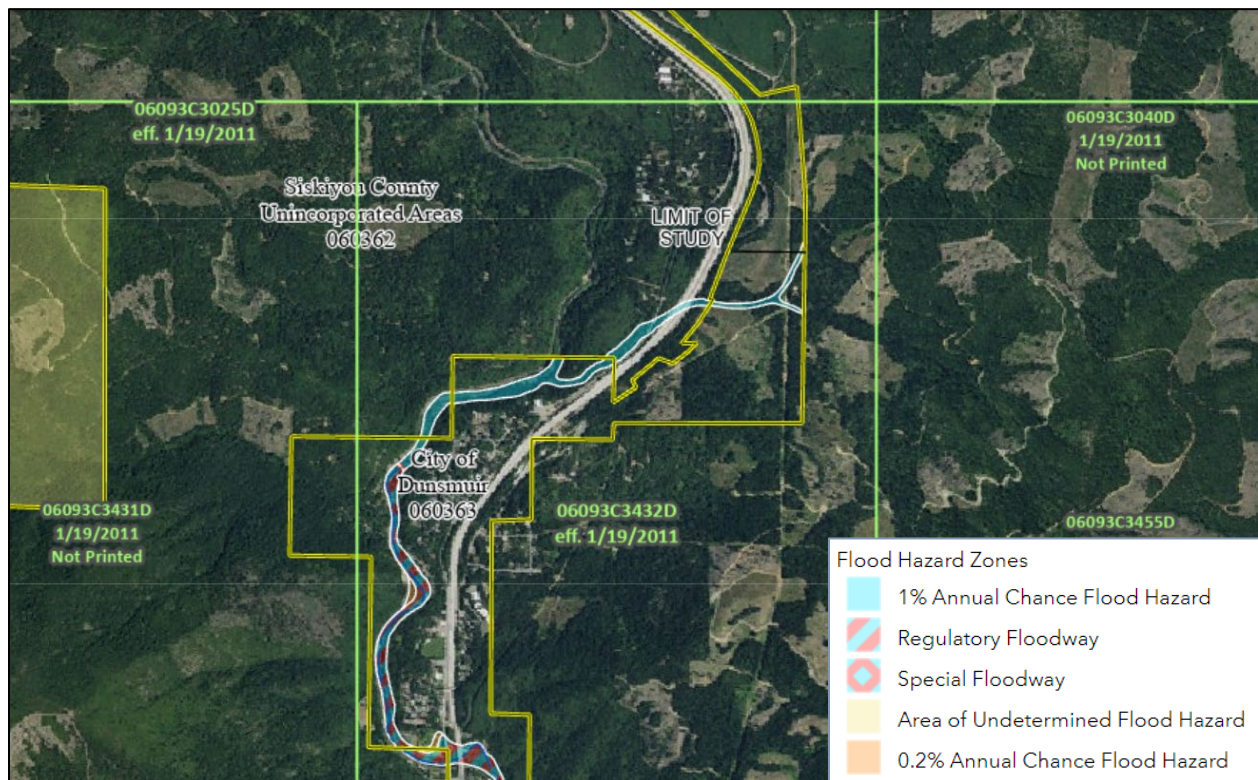 06093C3025D
eff. 1/19/2011
06093C3040D
1/19/2011
Not Printed
Siskiyou County
Unincorporated Areas
060362
LIMIT OF
STUDY
City of
Dunsmuir
060363
06093C3431D
1/19/2011
Not Printed
06093C3432D
eff. 1/19/2011
06093C3455D
Flood Hazard Zones
1% Annual Chance Flood Hazard
Regulatory Floodway
Special Floodway
Area of Undetermined Flood Hazard
0.2% Annual Chance Flood Hazard